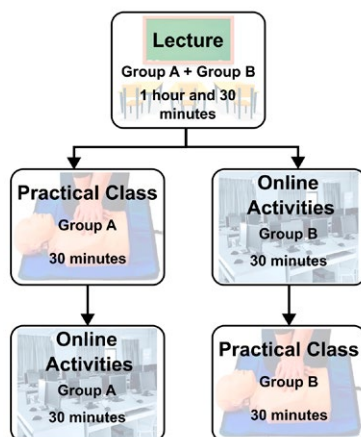 Lecture
Group A + Group B
1 hour and 30
minutes
Practical Class
Group A
30 minutes
Online
Activities
Group B
30 minutes
Online
Activities
Group A
30 minutes
Practical Class
Group B
30 minutes